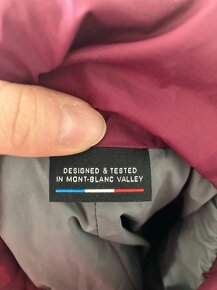 DESIGNED & TESTED
IN MONT-BLANC VALLEY